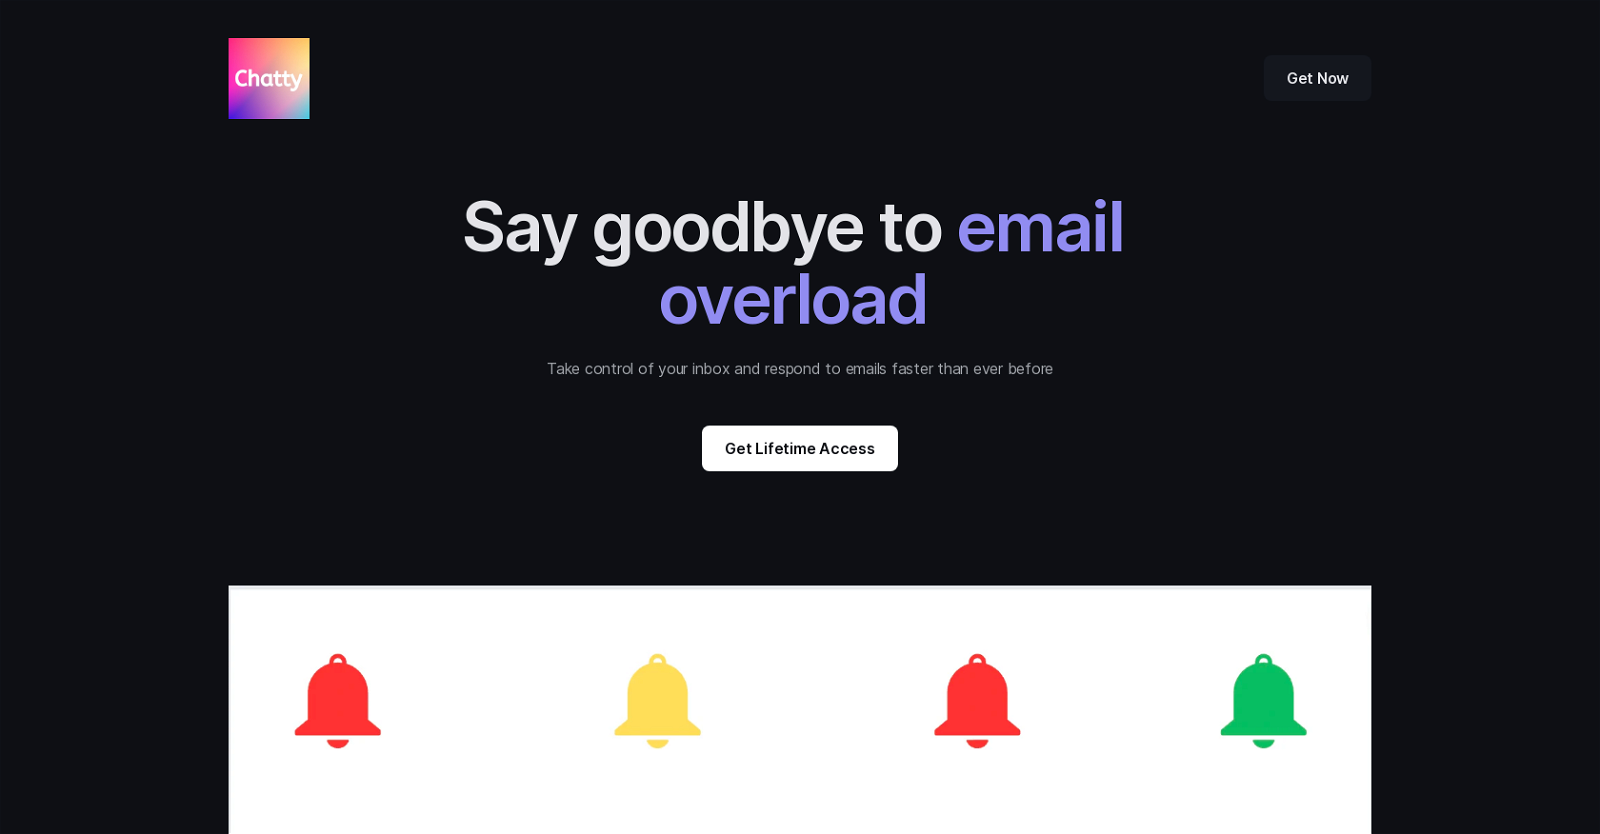 Chatty
Get Now
Say goodbye to email
overload
Take control of your inbox and respond to emails faster than ever before
Get Lifetime Access